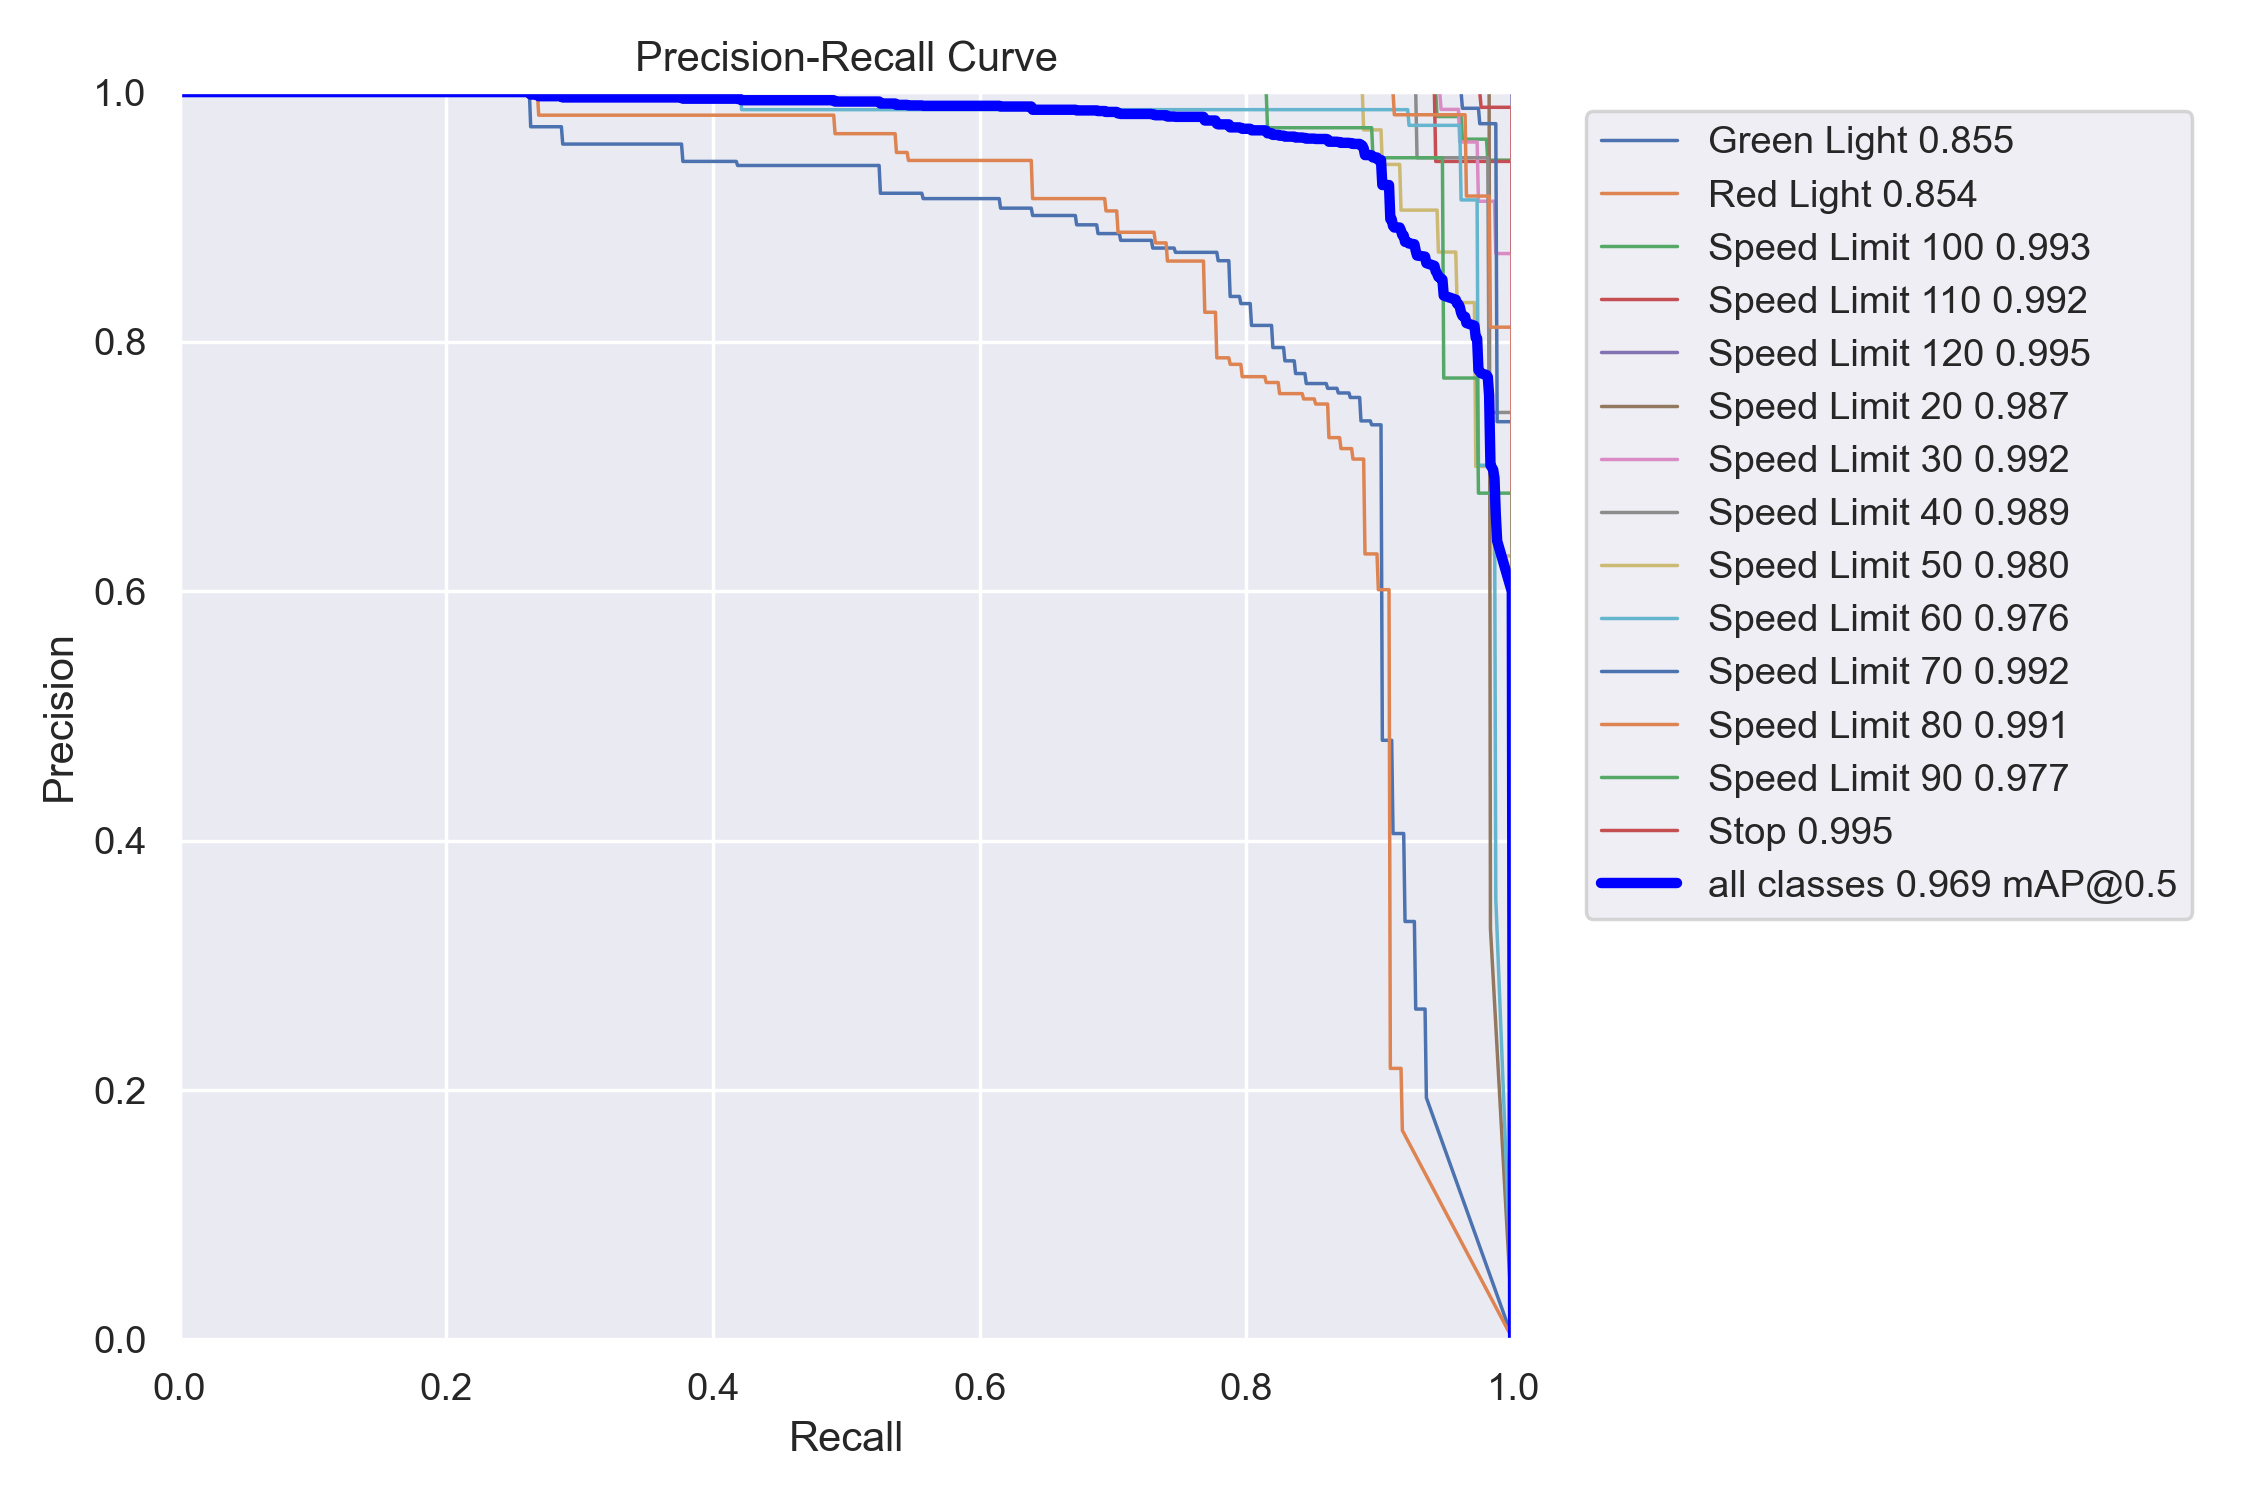 Precision-Recall Curve
1.0
0.8
0.6
0.4
0.2
0.0
Precision
0.0 0.2 0.4 0.6 0.8 1.0
Recall
Green Light 0.855
Red Light 0.854
Speed Limit 100 0.993
Speed Limit 110 0.992
Speed Limit 120 0.995
Speed Limit 20 0.987
Speed Limit 30 0.992
Speed Limit 40 0.989
Speed Limit 50 0.980
Speed Limit 60 0.976
Speed Limit 70 0.992
Speed Limit 80 0.991
Speed Limit 90 0.977
Stop 0.995
all classes 0.969 mAP@0.5